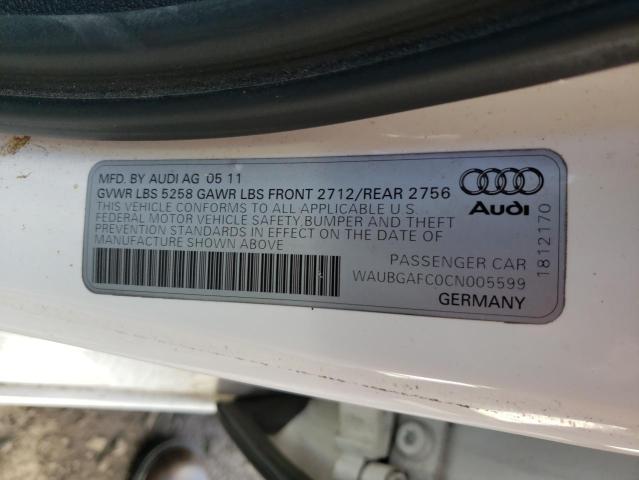 MFD. BY AUDI AG 05 11
GVWR LBS 5258 GAWR LBS FRONT 2712/REAR 2756
THIS VEHICLE CONFORMS TO ALL APPLICABLE U S
FEDERAL MOTOR VEHICLE SAFETY,BUMPER AND THEFT
PREVENTION STANDARDS IN EFFECT ON THE DATE OF
MANUFACTURE SHOWN ABOVE
PASSENGER CAR
WAUBGAFC0CN005599
GERMANY
Audi
1812170